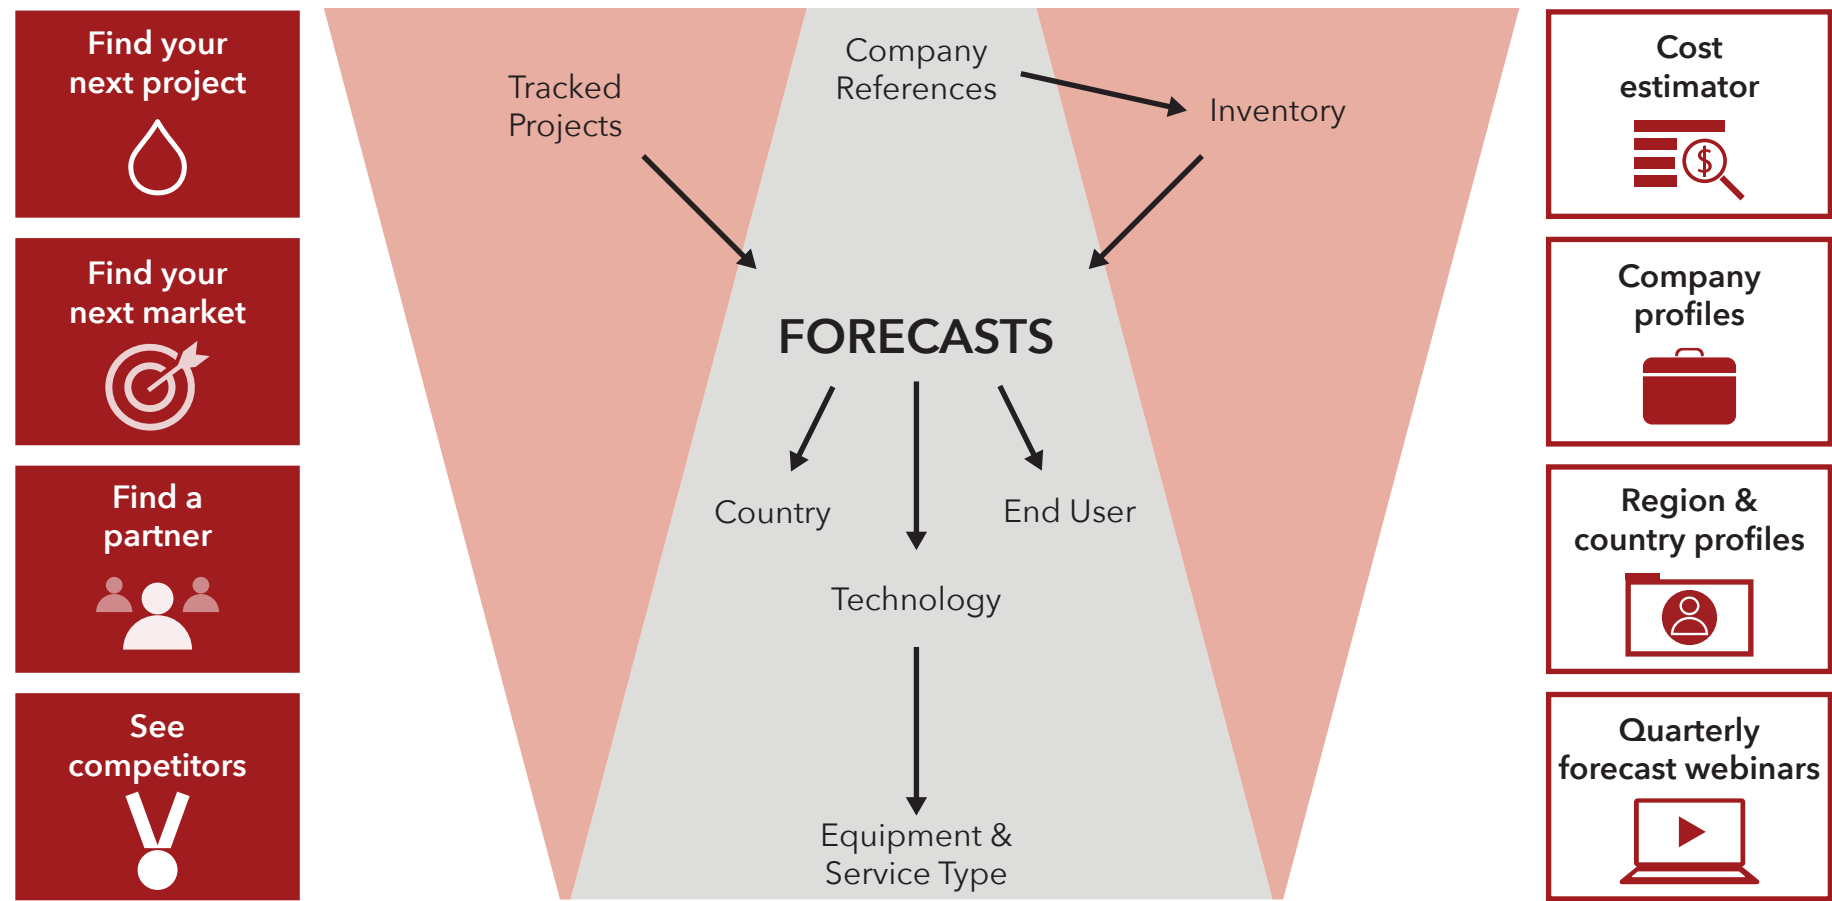 Find your
next project
Find your
next market
Find a
partner
See
competitors
Tracked
Projects
Company
References
Inventory
FORECASTS
Country
End User
Technology
Equipment &
Service Type
Cost
estimator
$
Company
profiles
Region &
country profiles
Quarterly
forecast webinars